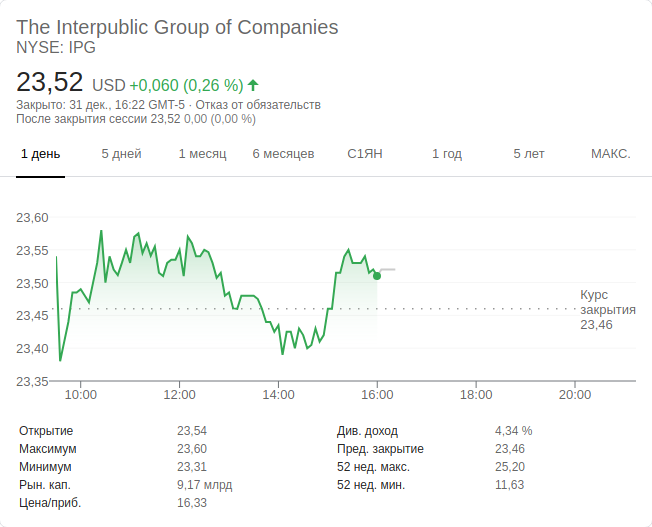 The Interpublic Group of Companies
NYSE: IPG
23,52 USD +0,060 (0,26 %)
Закрыто: 31 дек., 16:22 GMT-5 · Отказ от обязательств
После закрытия сессии 23,52 0,00 (0,00 %)
1 день 5 дней 1 месяц 6 месяцев С1ЯН 1 год 5 лет МАКС.
23,60
23,55
23,50
23,45
23,40
23,35
Курс
закрытия
23,46
10:00 12:00 14:00 16:00 18:00 20:00
Открытие 23,54 Див. доход 4,34 %
Максимум 23,60 Пред. закрытие 23,46
Минимум 23,31 52 нед. макс. 25,20
Рын. кап. 9,17 млрд 52 нед. мин. 11,63
Цена/приб. 16,33